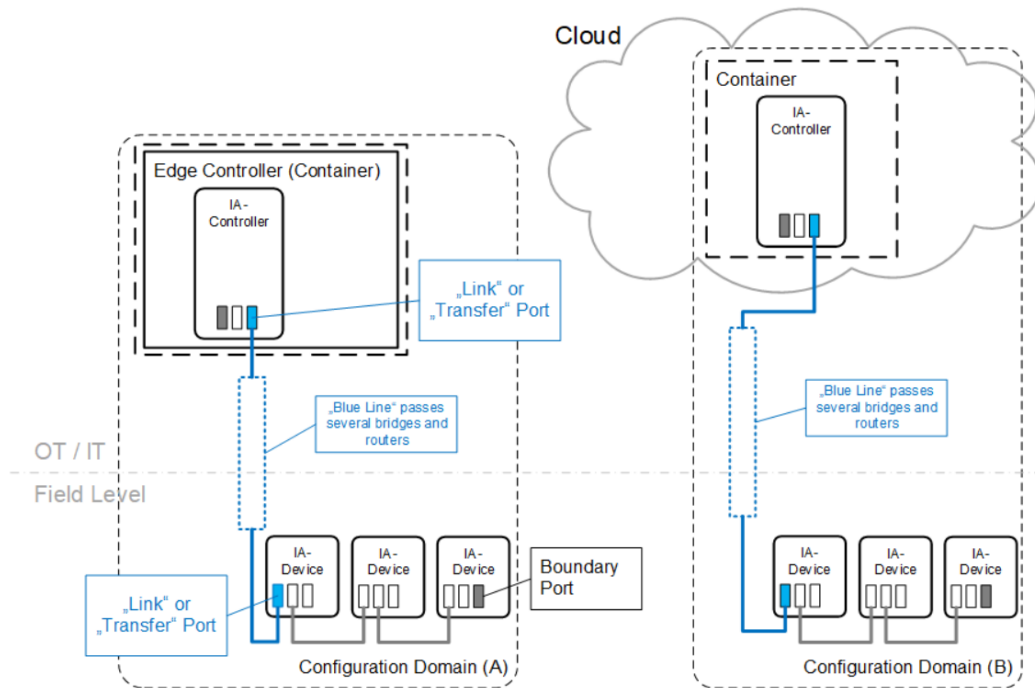 Cloud
Container
IA-
Controller
Edge Controller (Container)
IA-
Controller
„Link“ or
„Transfer“ Port
„Blue Line“ passes
several bridges and
routers
„Blue Line“ passes
several bridges and
routers
OT / IT
Field Level
IA-
Device
IA-
Device
IA-
Device
Boundary
Port
IA-
Device
IA-
Device
IA-
Device
„Link“ or
„Transfer“ Port
Configuration Domain (A)
Configuration Domain (B)